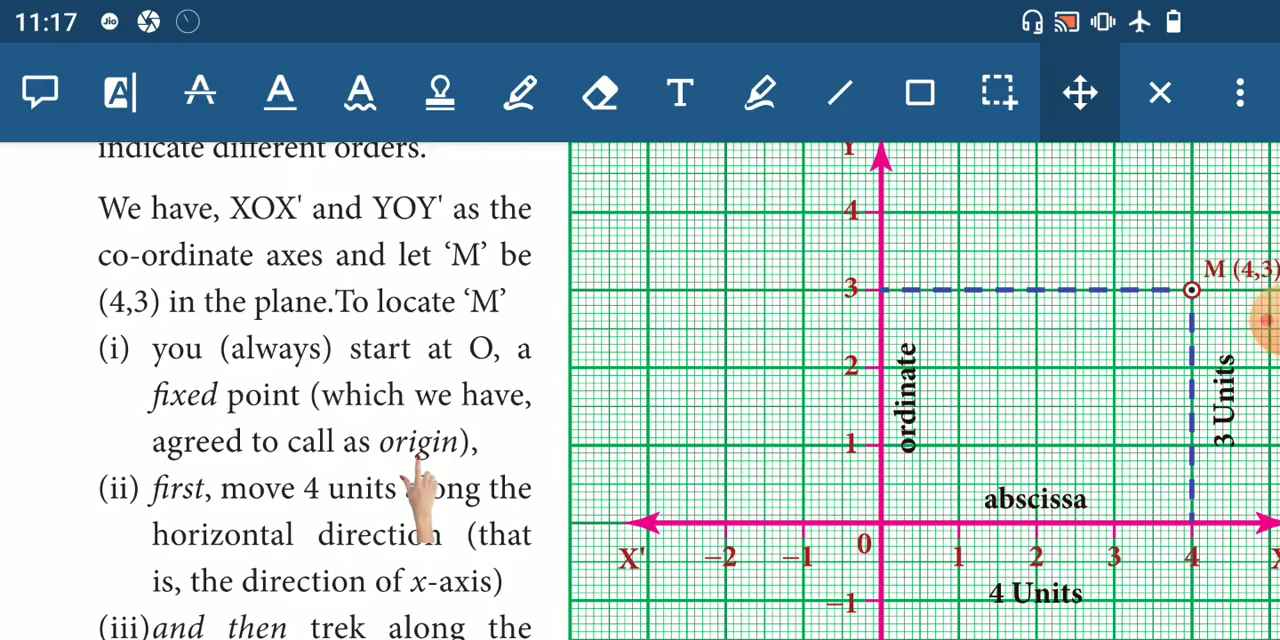 11:17
Jio
A
A
A
A
T
indicate different orders.
We have, XOX' and YOY' as the
co-ordinate axes and let ‘M’ be
(4,3) in the plane.To locate ‘M’
(i) you (always) start at O, a
fixed point (which we have,
agreed to call as origin),
(ii) first, move 4 units along the
horizontal direction (that
is, the direction of x-axis)
(iii)and then trek along the
Y
4
3
2
1
0
–1
M (4,3)
ordinate
3 Units
abscissa
X'
–2
–1
1
2
3
4
X
4 Units